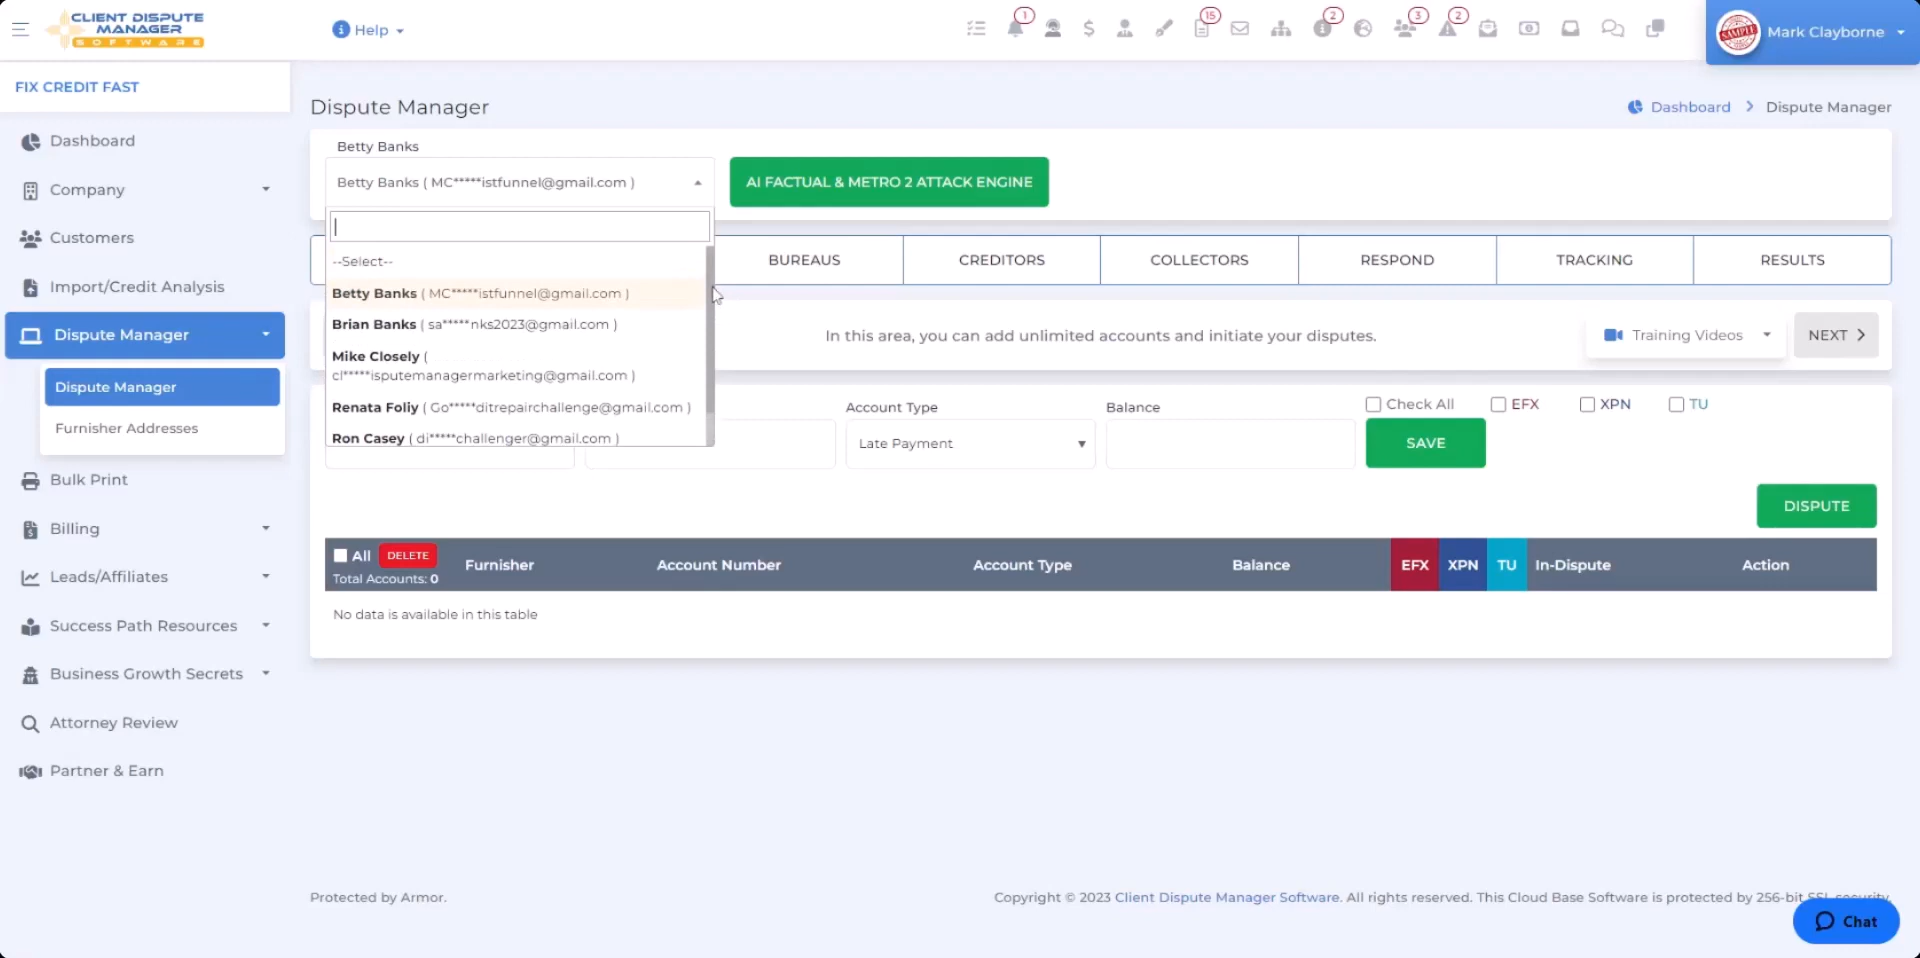 CLIENT DISPUTE
MANAGER
SOFTWARE
Help
1
15
2
3
2
SAMPLE
Mark Clayborne
FIX CREDIT FAST
Dashboard
Company
Customers
Import/Credit Analysis
Dispute Manager
Dispute Manager
Furnisher Addresses
Bulk Print
Billing
Leads/Affiliates
Success Path Resources
Business Growth Secrets
Attorney Review
Partner & Earn
Dispute Manager
Dashboard > Dispute Manager
Betty Banks
Betty Banks ( MC*****istfunnel@gmail.com )
AI FACTUAL & METRO 2 ATTACK ENGINE
--Select--
Betty Banks ( MC*****istfunnel@gmail.com )
Brian Banks ( sa*****nks2023@gmail.com )
Mike Closely (
cl*****isputemanagermarketing@gmail.com )
Renata Foliy ( Go*****ditrepairchallenge@gmail.com )
Ron Casey ( di*****challenger@gmail.com )
BUREAUS CREDITORS COLLECTORS RESPOND TRACKING RESULTS
In this area, you can add unlimited accounts and initiate your disputes.
Training Videos
NEXT >
Account Type
Late Payment
Balance
Check All EFX XPN TU
SAVE
DISPUTE
All DELETE
Total Accounts: 0
Furnisher Account Number Account Type Balance EFX XPN TU In-Dispute Action
No data is available in this table
Protected by Armor.
Copyright © 2023 Client Dispute Manager Software. All rights reserved. This Cloud Base Software is protected by 256-bit SSL security.
Chat